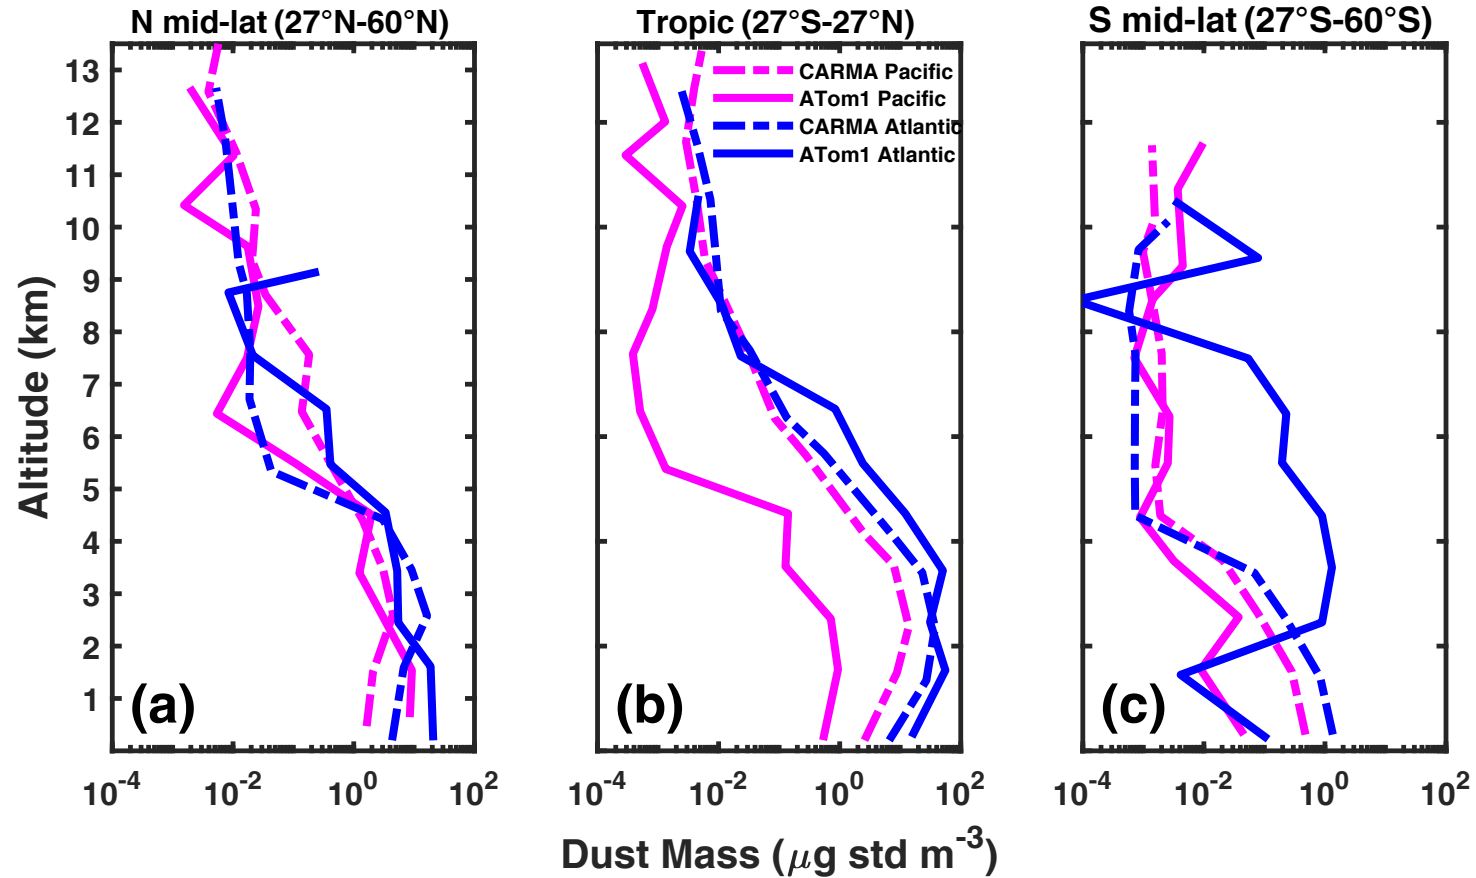 N mid-lat (27°N-60°N)
Tropic (27°S-27°N)
S mid-lat (27°S-60°S)
13
12
11
10
9
8
7
6
5
4
3
2
1
Altitude (km)
CARMA Pacific
ATom1 Pacific
CARMA Atlantic
ATom1 Atlantic
(a)
(b)
(c)
10^-4 10^-2 10^0 10^2
10^-4 10^-2 10^0 10^2
10^-4 10^-2 10^0 10^2
Dust Mass (μg std m^-3)